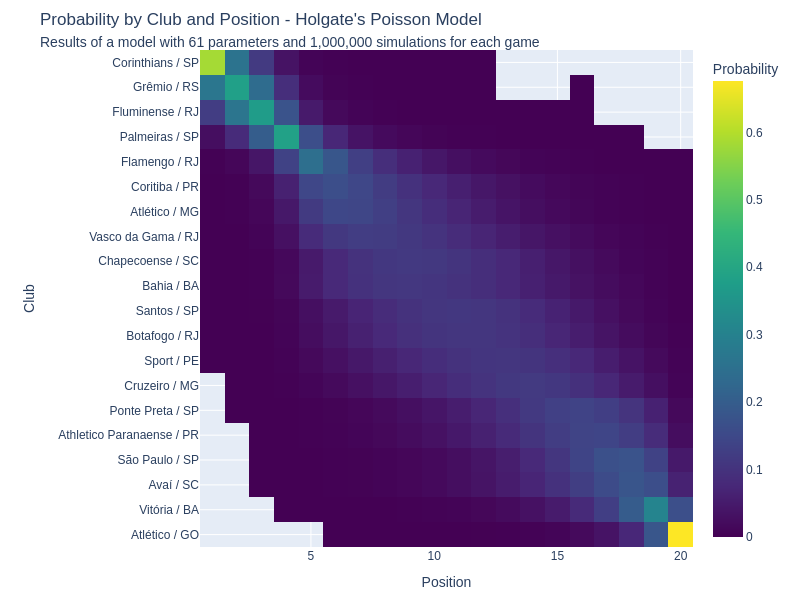 Probability by Club and Position - Holgate's Poisson Model
Results of a model with 61 parameters and 1,000,000 simulations for each game
Probability
0.6
0.5
0.4
0.3
0.2
0.1
0
Club
Corinthians / SP
Grêmio / RS
Fluminense / RJ
Palmeiras / SP
Flamengo / RJ
Coritiba / PR
Atlético / MG
Vasco da Gama / RJ
Chapecoense / SC
Bahia / BA
Santos / SP
Botafogo / RJ
Sport / PE
Cruzeiro / MG
Ponte Preta / SP
Athletico Paranaense / PR
São Paulo / SP
Avaí / SC
Vitória / BA
Atlético / GO
5 10 15 20
Position